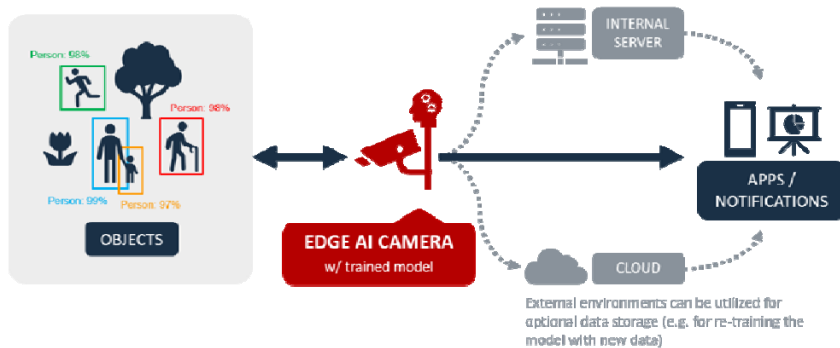 Person: 98%
Person: 98%
Person: 99%
Person: 97%
OBJECTS
EDGE AI CAMERA
w/ trained model
INTERNAL
SERVER
CLOUD
External environments can be utilized for
optional data storage (e.g. for re-training the
model with new data)
APPS /
NOTIFICATIONS